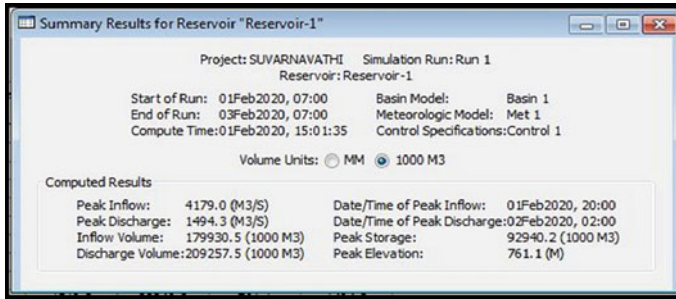 Summary Results for Reservoir "Reservoir-1"
Project: SUVARNAVATHI Simulation Run: Run 1
Reservoir: Reservoir-1
Start of Run: 01Feb2020, 07:00 Basin Model: Basin 1
End of Run: 03Feb2020, 07:00 Meteorologic Model: Met 1
Compute Time:01Feb2020, 15:01:35 Control Specifications:Control 1
Volume Units: MM 1000 M3
Computed Results
Peak Inflow: 4179.0 (M3/S) Date/Time of Peak Inflow: 01Feb2020, 20:00
Peak Discharge: 1494.3 (M3/S) Date/Time of Peak Discharge:02Feb2020, 02:00
Inflow Volume: 179930.5 (1000 M3) Peak Storage: 92940.2 (1000 M3)
Discharge Volume:209257.5 (1000 M3) Peak Elevation: 761.1 (M)